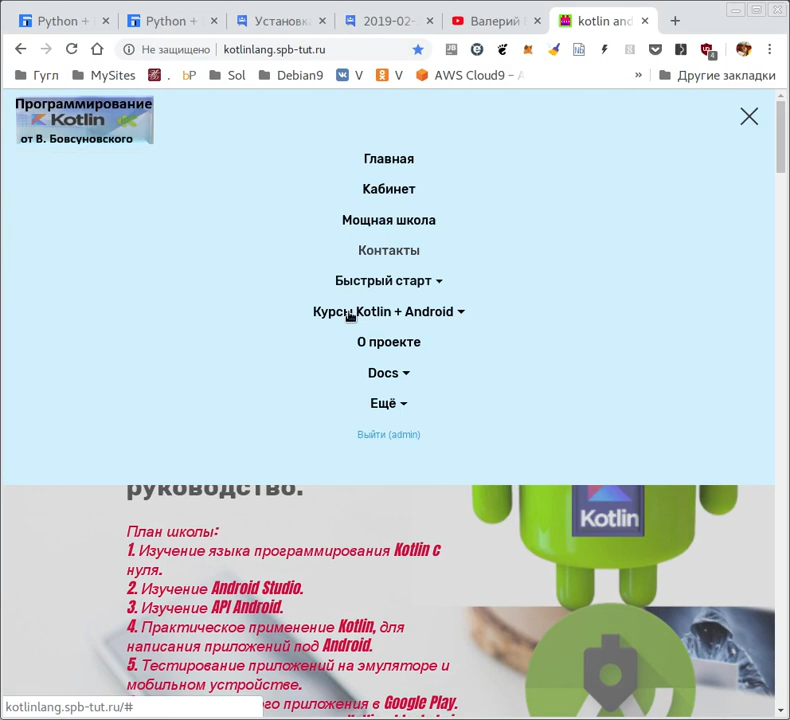 Python +
Python +
Установка
2019-02-
Валерий
kotlin and
Не защищено
kotlinlang.spb-tut.ru
Гугл
MySites
.
bP
Sol
Debian9
V
V
AWS Cloud9 –
»
Другие закладки
Программирование
Kotlin
от В. Бовсуновского
Главная
Кабинет
Мощная школа
Контакты
Быстрый старт
Курсы Kotlin + Android
О проекте
Docs
Ещё
Выйти (admin)
руководство.
План школы:
1. Изучение языка программирования Kotlin с
нуля.
2. Изучение Android Studio.
3. Изучение API Android.
4. Практическое применение Kotlin, для
написания приложений под Android.
5. Тестирование приложений на эмуляторе и
мобильном устройстве.
приложения в Google Play.
Kotlin
kotlinlang.spb-tut.ru/#